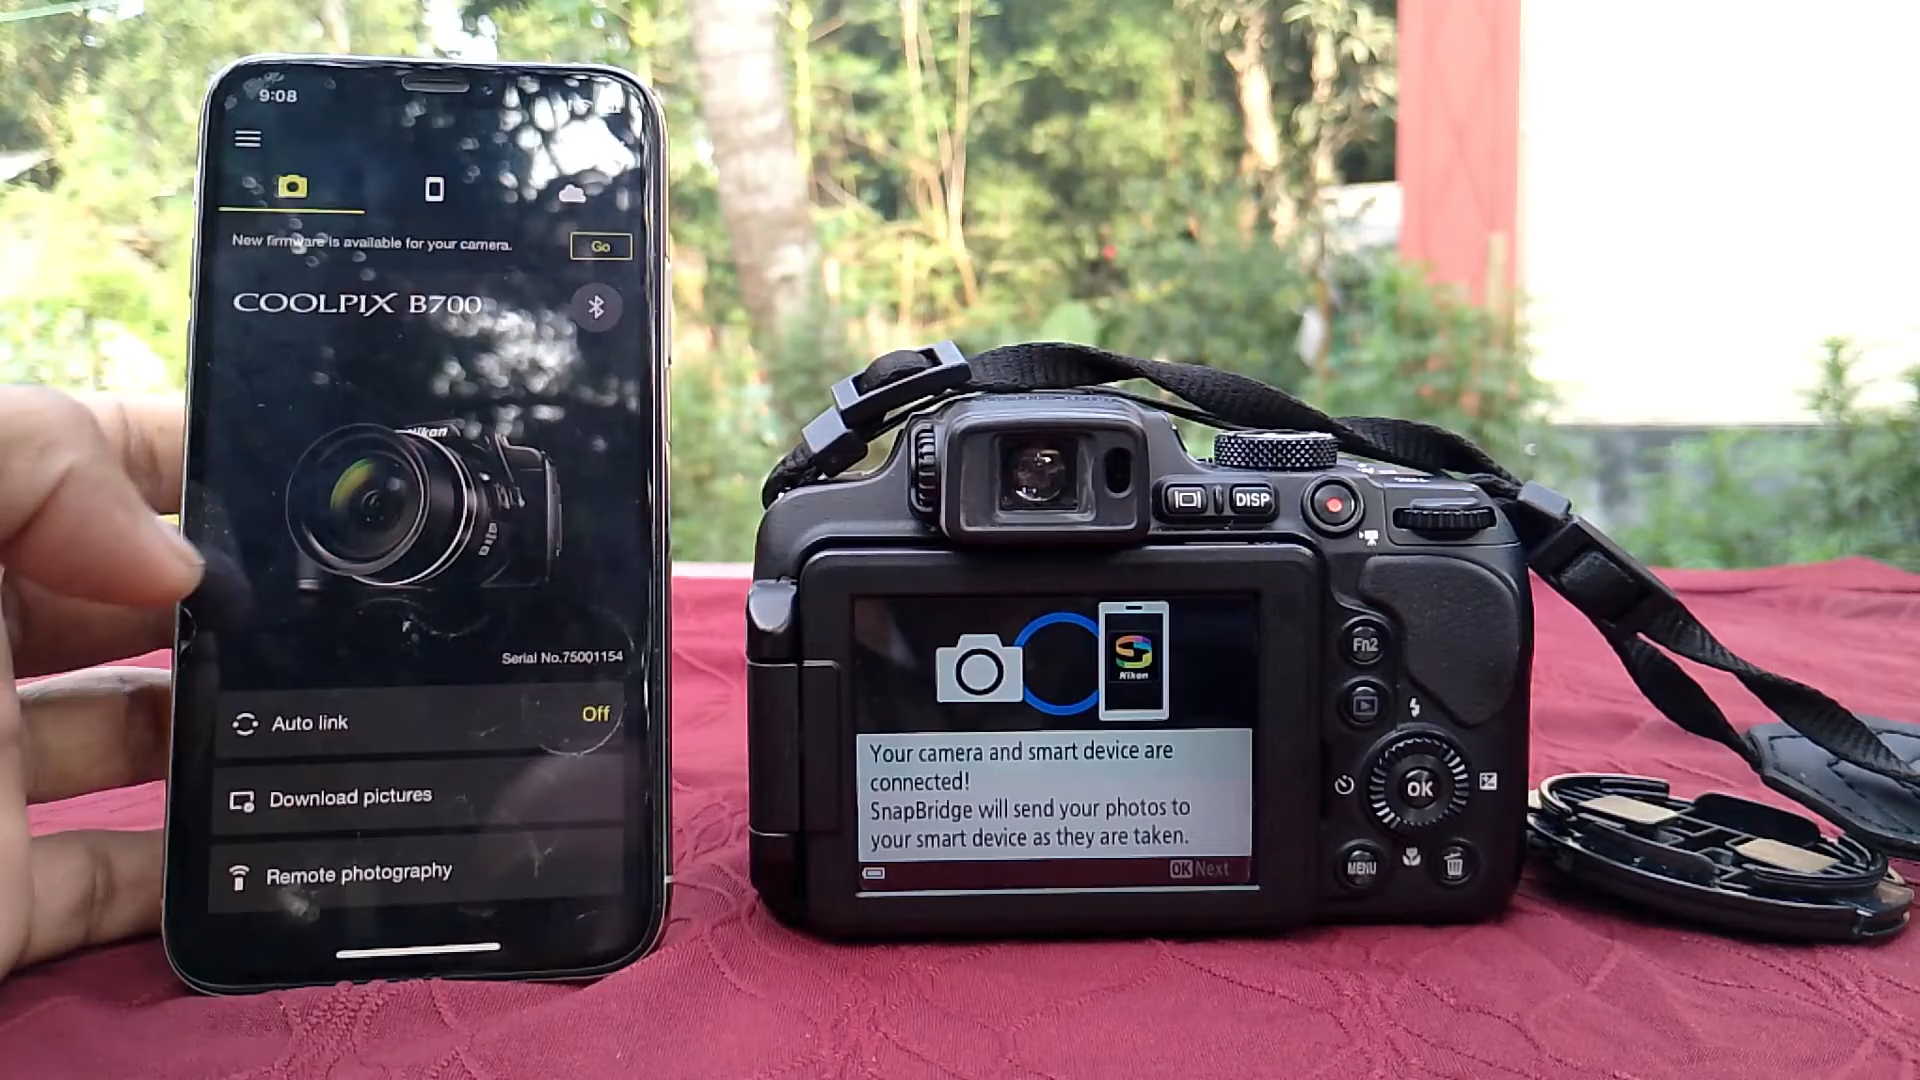 9:08
New firmware is available for your camera.
Go
COOLPIX B700
Nikon
Serial No.75001154
Auto link
Off
Download pictures
Remote photography
DISP
Nikon
Your camera and smart device are
connected!
SnapBridge will send your photos to
your smart device as they are taken.
OK Next
Fn2
OK
MENU